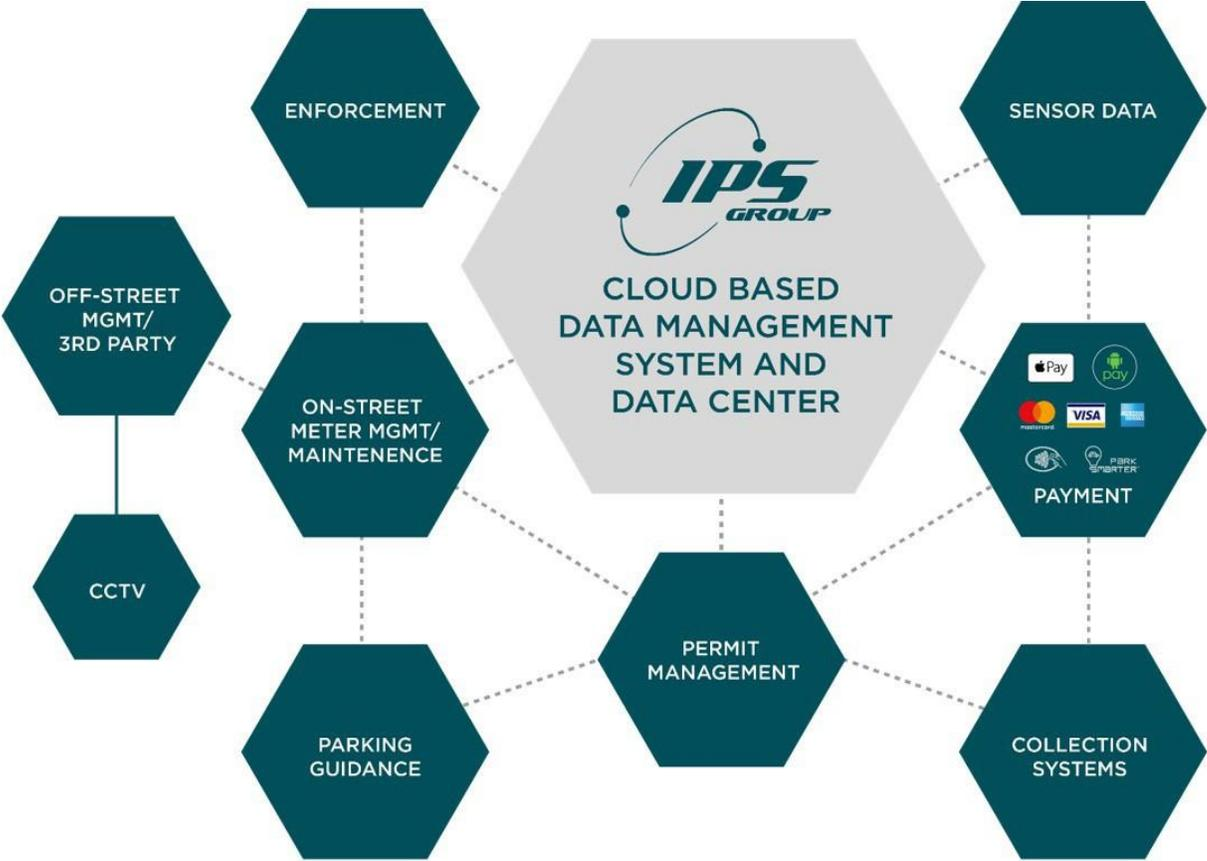 ENFORCEMENT
IPS
GROUP
CLOUD BASED
DATA MANAGEMENT
SYSTEM AND
DATA CENTER
SENSOR DATA
OFF-STREET
MGMT/
3RD PARTY
ON-STREET
METER MGMT/
MAINTENENCE
Pay
pay
mastercard
VISA
PARK
SMARTER
PAYMENT
CCTV
PERMIT
MANAGEMENT
PARKING
GUIDANCE
COLLECTION
SYSTEMS